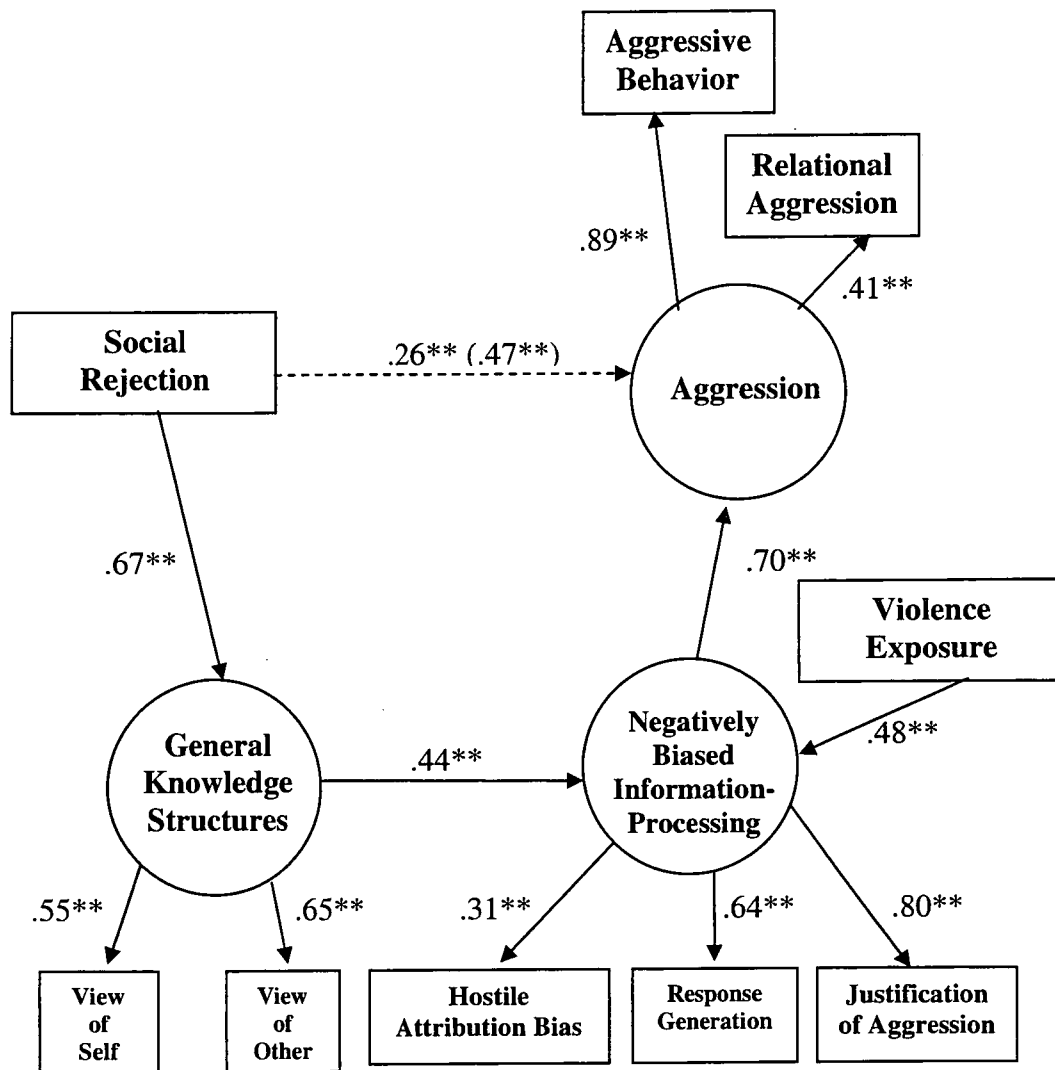 Aggressive
Behavior
Relational
Aggression
.89**
.41**
Social
Rejection
.26** (.47**)
Aggression
.67**
.70**
Violence
Exposure
General
Knowledge
Structures
.44**
Negatively
Biased
Information-
Processing
.48**
.55**
.65**
.31**
.64**
.80**
View
of
Self
View
of
Other
Hostile
Attribution Bias
Response
Generation
Justification
of Aggression